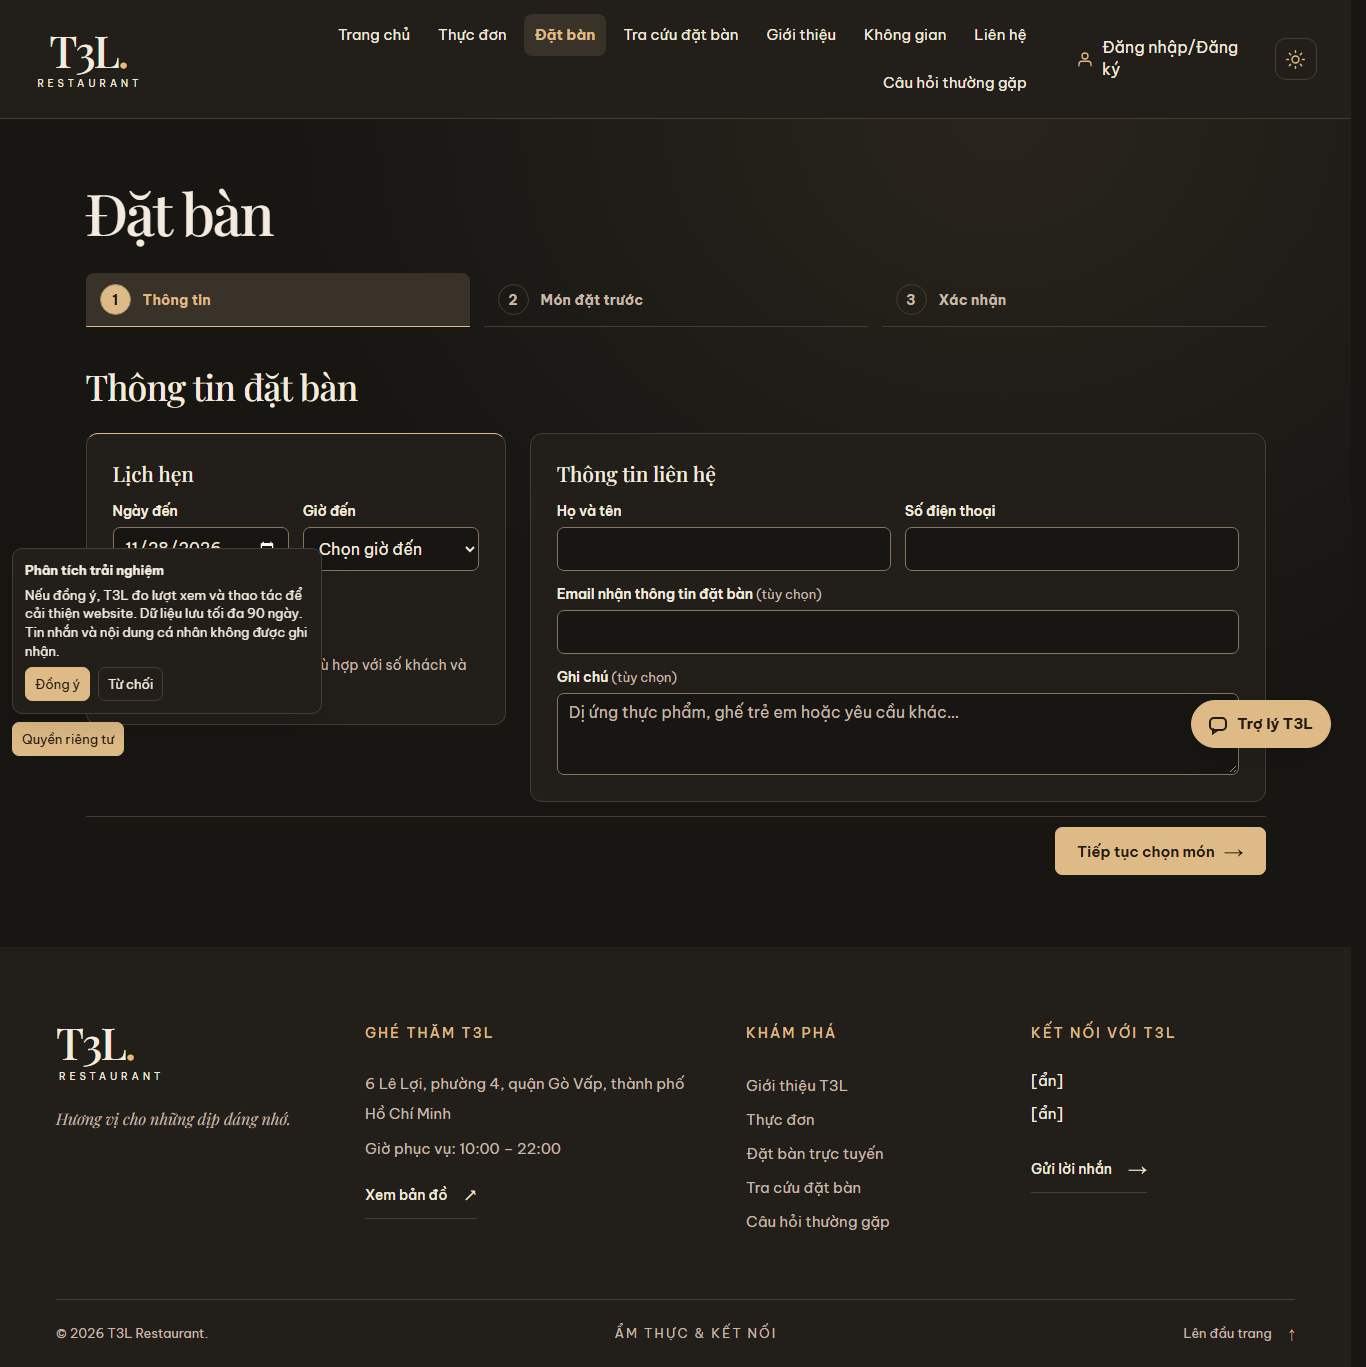 T3L.
RESTAURANT
Trang chủ
Thực đơn
Đặt bàn
Tra cứu đặt bàn
Giới thiệu
Không gian
Liên hệ
Câu hỏi thường gặp
Đăng nhập/Đăng
ký
Đặt bàn
1 Thông tin
2 Món đặt trước
3 Xác nhận
Thông tin đặt bàn
Lịch hẹn
Ngày đến
Giờ đến
11/28/2026
Chọn giờ đến
ù hợp với số khách và
Thông tin liên hệ
Họ và tên
Số điện thoại
Email nhận thông tin đặt bàn (tùy chọn)
Ghi chú (tùy chọn)
Dị ứng thực phẩm, ghế trẻ em hoặc yêu cầu khác...
Phân tích trải nghiệm
Nếu đồng ý, T3L đo lượt xem và thao tác để
cải thiện website. Dữ liệu lưu tối đa 90 ngày.
Tin nhắn và nội dung cá nhân không được ghi
nhận.
Đồng ý
Từ chối
Quyền riêng tư
Trợ lý T3L
Tiếp tục chọn món →
T3L.
RESTAURANT
Hương vị cho những dịp đáng nhớ.
GHÉ THĂM T3L
6 Lê Lợi, phường 4, quận Gò Vấp, thành phố
Hồ Chí Minh
Giờ phục vụ: 10:00 – 22:00
Xem bản đồ ↗
KHÁM PHÁ
Giới thiệu T3L
Thực đơn
Đặt bàn trực tuyến
Tra cứu đặt bàn
Câu hỏi thường gặp
KẾT NỐI VỚI T3L
[ẩn]
[ẩn]
Gửi lời nhắn →
© 2026 T3L Restaurant.
ẨM THỰC & KẾT NỐI
Lên đầu trang ↑